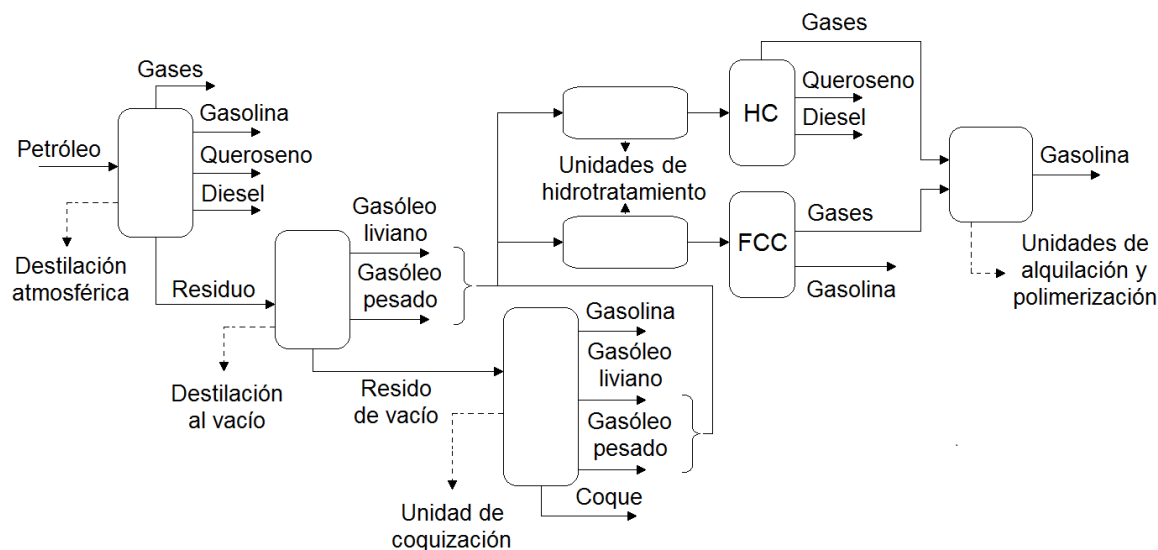 Gases
Gases
Gasolina
Queroseno
Diesel
Petróleo
Queroseno
Diesel
HC
Gasolina
Unidades de
hidrotratamiento
Gasóleo
liviano
Gasóleo
pesado
Gases
FCC
Gasolina
Unidades de
alquilación y
polimerización
Destilación
atmosférica
Residuo
Gasolina
Gasóleo
liviano
Gasóleo
pesado
Destilación
al vacío
Resido
de vacío
Coque
Unidad de
coquización